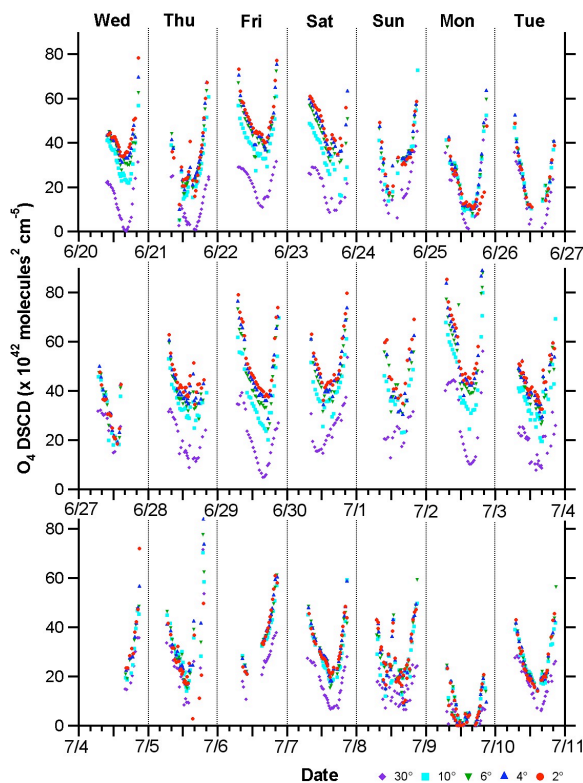 Wed Thu Fri Sat Sun Mon Tue
80
60
40
20
0
6/20 6/21 6/22 6/23 6/24 6/25 6/26 6/27
O4 DSCD (x 10^42 molecules^2 cm^-5)
80
60
40
20
0
6/27 6/28 6/29 6/30 7/1 7/2 7/3 7/4
80
60
40
20
0
7/4 7/5 7/6 7/7 7/8 7/9 7/10 7/11
Date
30° 10° 6° 4° 2°